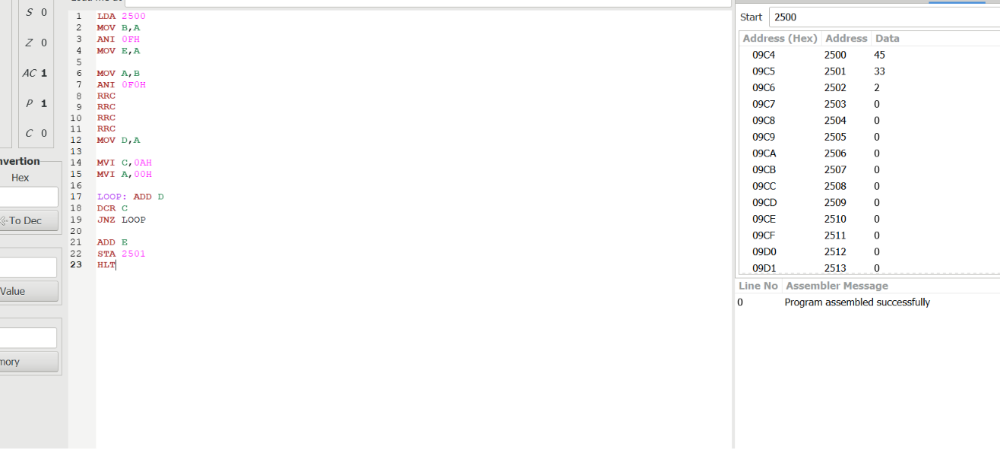 S 0
Z 0
AC 1
P 1
C 0
Hex
To Dec
Value
1 LDA 2500
2 MOV B,A
3 ANI 0FH
4 MOV E,A
5
6 MOV A,B
7 ANI 0F0H
8 RRC
9 RRC
10 RRC
11 RRC
12 MOV D,A
13
14 MVI C,0AH
15 MVI A,00H
16
17 LOOP: ADD D
18 DCR C
19 JNZ LOOP
20
21 ADD E
22 STA 2501
23 HLT
Start 2500
Address (Hex) Address Data
09C4 2500 45
09C5 2501 33
09C6 2502 2
09C7 2503 0
09C8 2504 0
09C9 2505 0
09CA 2506 0
09CB 2507 0
09CC 2508 0
09CD 2509 0
09CE 2510 0
09CF 2511 0
09D0 2512 0
09D1 2513 0
Line No Assembler Message
0 Program assembled successfully